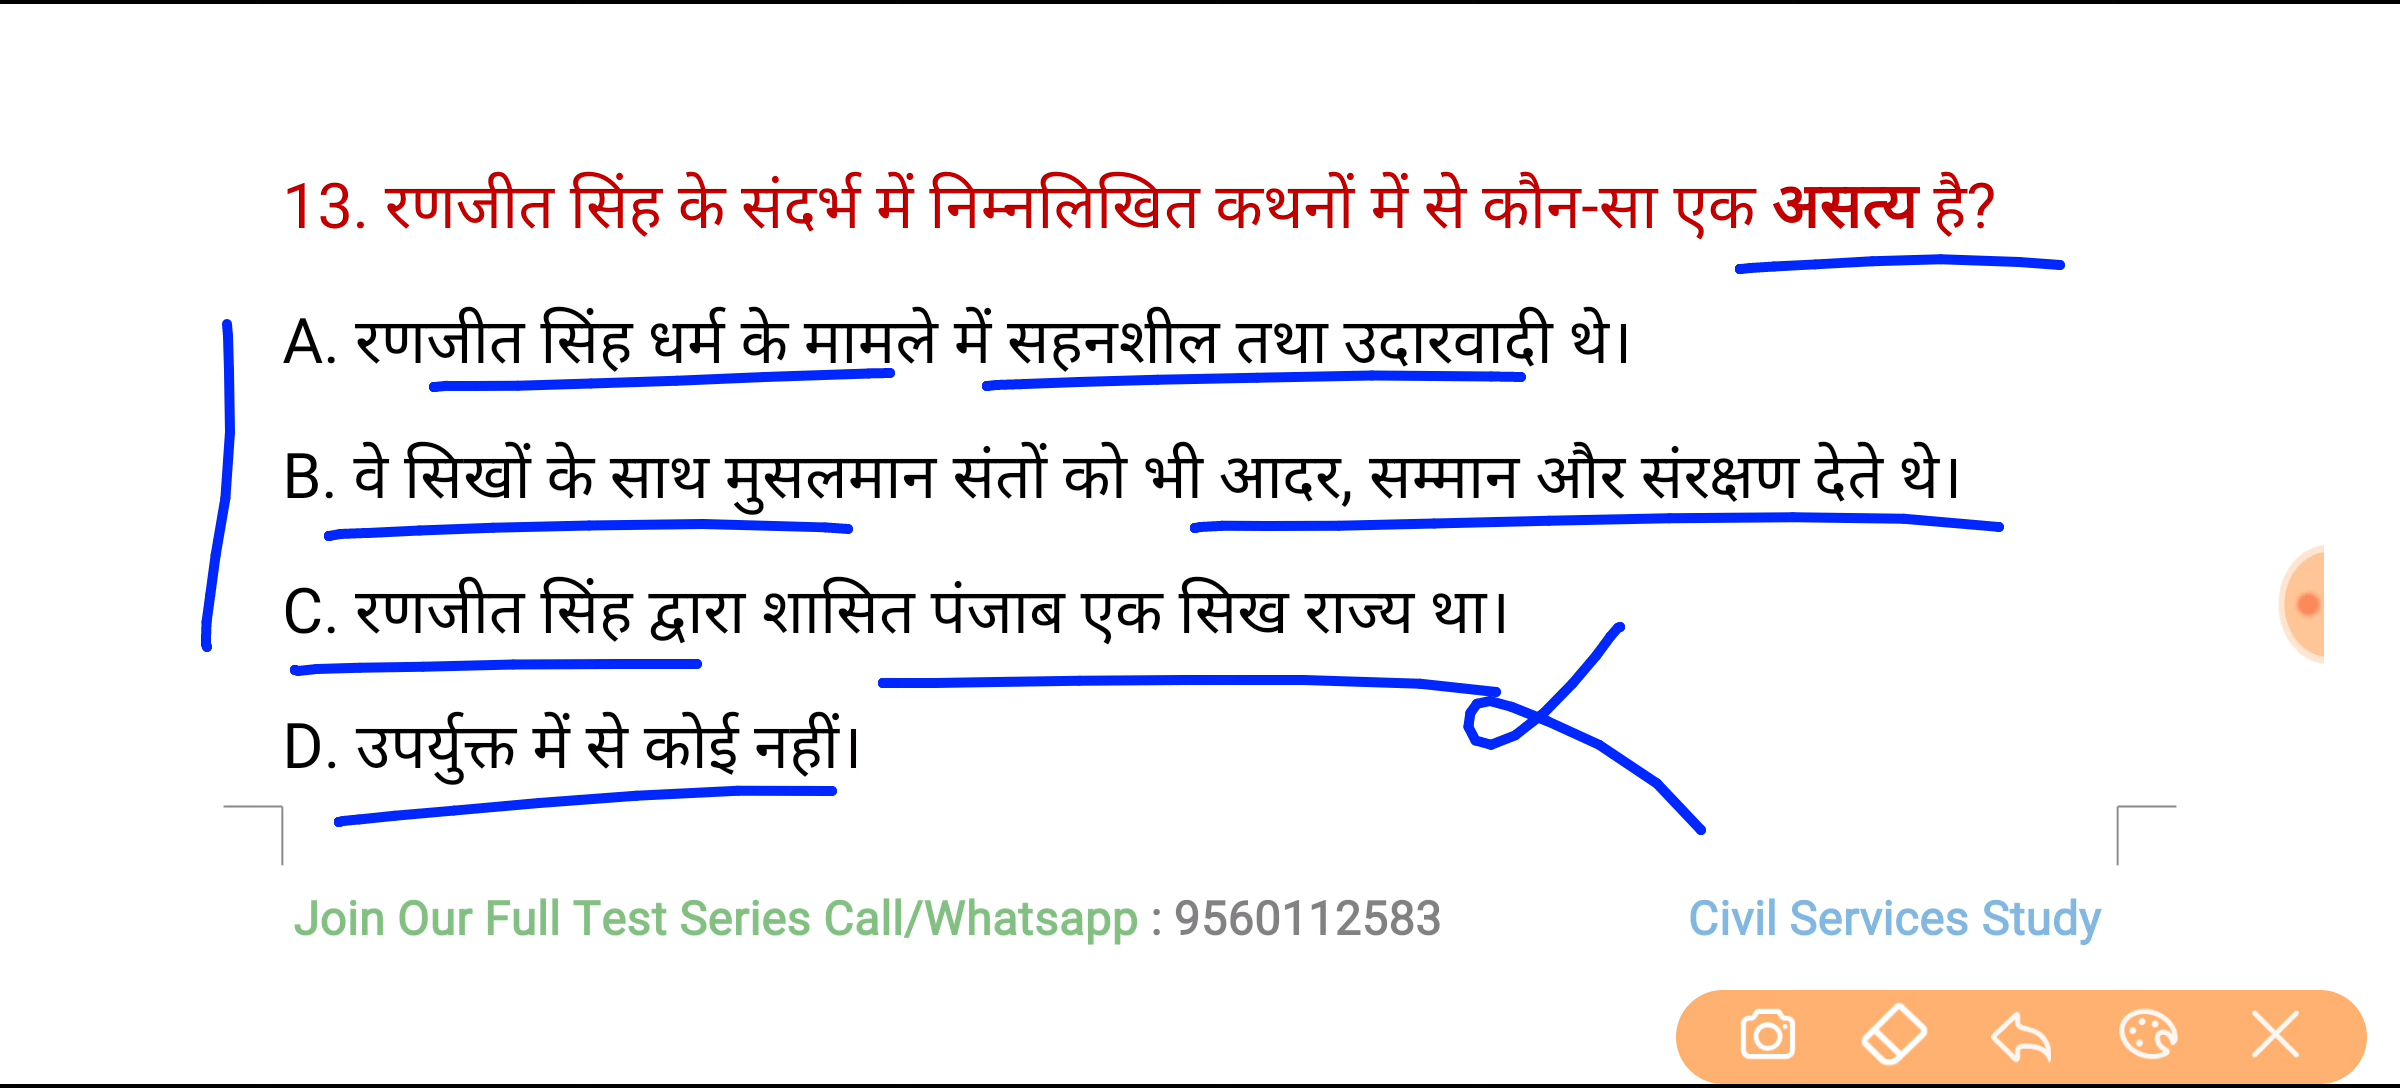 13. रणजीत सिंह के संदर्भ में निम्नलिखित कथनों में से कौन-सा एक असत्य है?
A. रणजीत सिंह धर्म के मामले में सहनशील तथा उदारवादी थे।
B. वे सिखों के साथ मुसलमान संतों को भी आदर, सम्मान और संरक्षण देते थे।
C. रणजीत सिंह द्वारा शासित पंजाब एक सिख राज्य था।
D. उपर्युक्त में से कोई नहीं।
Join Our Full Test Series Call/Whatsapp : 9560112583 Civil Services Study